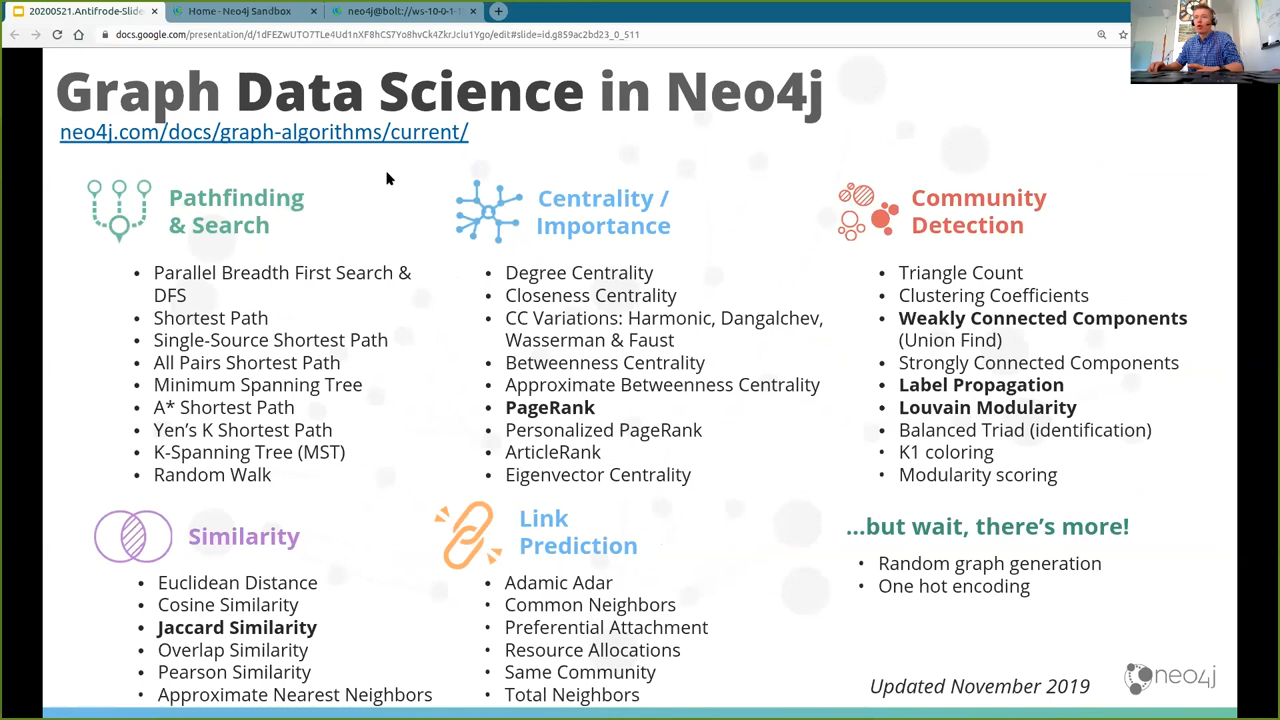 20200521.Antifrode-Slide
Home - Neo4j Sandbox
neo4j@bolt://ws-10-0-1-1
docs.google.com/presentation/d/1dFEZwUTO7TLe4Ud1nXF8hCS7Yo8hvCk4ZkrJciu1Ygo/edit#slide=id.g859ac2bd23_0_511
Graph Data Science in Neo4j
neo4j.com/docs/graph-algorithms/current/
Pathfinding
& Search
• Parallel Breadth First Search &
DFS
• Shortest Path
• Single-Source Shortest Path
• All Pairs Shortest Path
• Minimum Spanning Tree
• A* Shortest Path
• Yen's K Shortest Path
• K-Spanning Tree (MST)
• Random Walk
Centrality /
Importance
• Degree Centrality
• Closeness Centrality
• CC Variations: Harmonic, Dangalchev,
Wasserman & Faust
• Betweenness Centrality
• Approximate Betweenness Centrality
• PageRank
• Personalized PageRank
• ArticleRank
• Eigenvector Centrality
Community
Detection
• Triangle Count
• Clustering Coefficients
• Weakly Connected Components
(Union Find)
• Strongly Connected Components
• Label Propagation
• Louvain Modularity
• Balanced Triad (identification)
• K1 coloring
• Modularity scoring
Similarity
• Euclidean Distance
• Cosine Similarity
• Jaccard Similarity
• Overlap Similarity
• Pearson Similarity
• Approximate Nearest Neighbors
Link
Prediction
• Adamic Adar
• Common Neighbors
• Preferential Attachment
• Resource Allocations
• Same Community
• Total Neighbors
...but wait, there's more!
• Random graph generation
• One hot encoding
Updated November 2019
neo4j